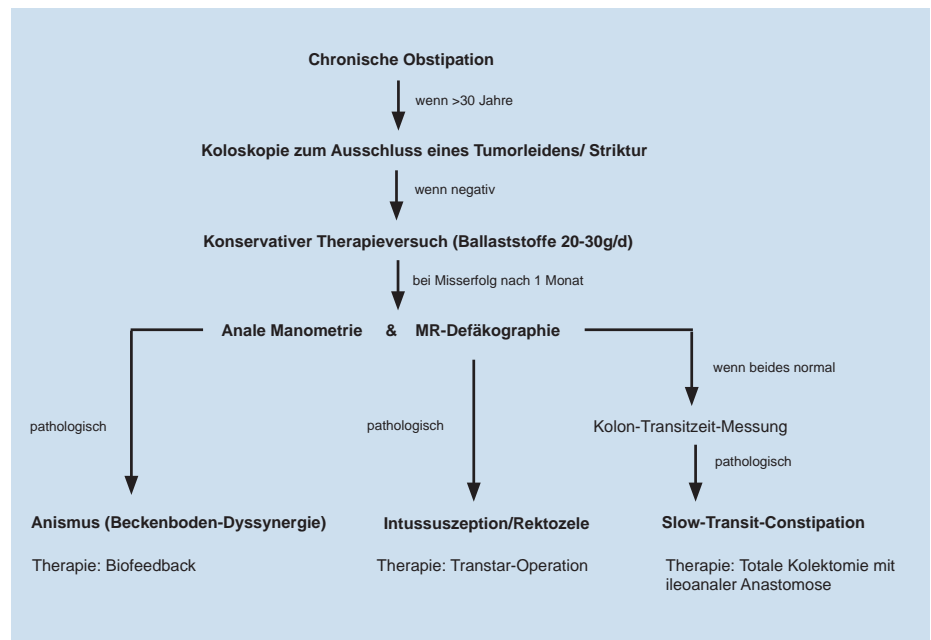 Chronische Obstipation
wenn >30 Jahre
Koloskopie zum Ausschluss eines Tumorleidens/ Striktur
wenn negativ
Konservativer Therapieversuch (Ballaststoffe 20-30g/d)
bei Misserfolg nach 1 Monat
Anale Manometrie & MR-Defäkographie
wenn beides normal
pathologisch
pathologisch
Kolon-Transitzeit-Messung
pathologisch
Anismus (Beckenboden-Dyssynergie)
Intussuszeption/Rektozele
Slow-Transit-Constipation
Therapie: Biofeedback
Therapie: Transtar-Operation
Therapie: Totale Kolektomie mit
ileoanaler Anastomose